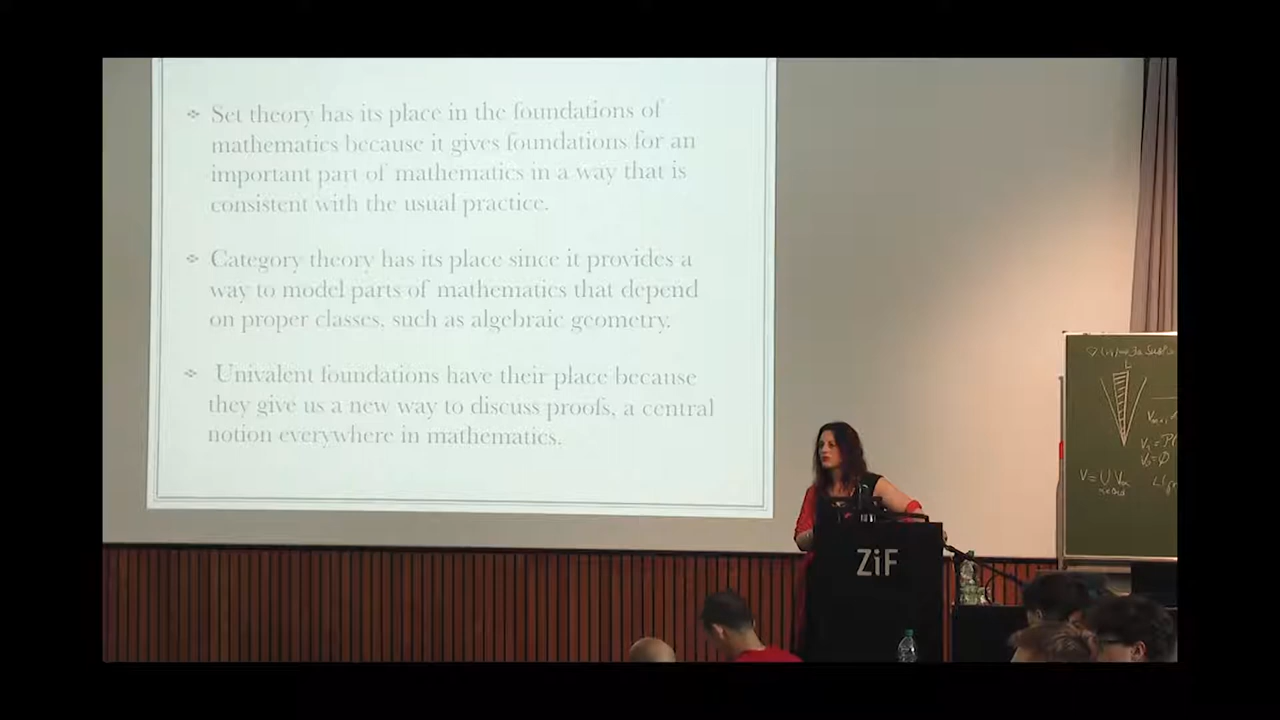 Set theory has its place in the foundations of
mathematics because it gives foundations for an
important part of mathematics in a way that is
consistent with the usual practice.
Category theory has its place since it provides a
way to model parts of mathematics that depend
on proper classes, such as algebraic geometry.
Univalent foundations have their place because
they give us a new way to discuss proofs, a central
notion everywhere in mathematics.
ZiF
L
V₀=Ø
V=∪Vα